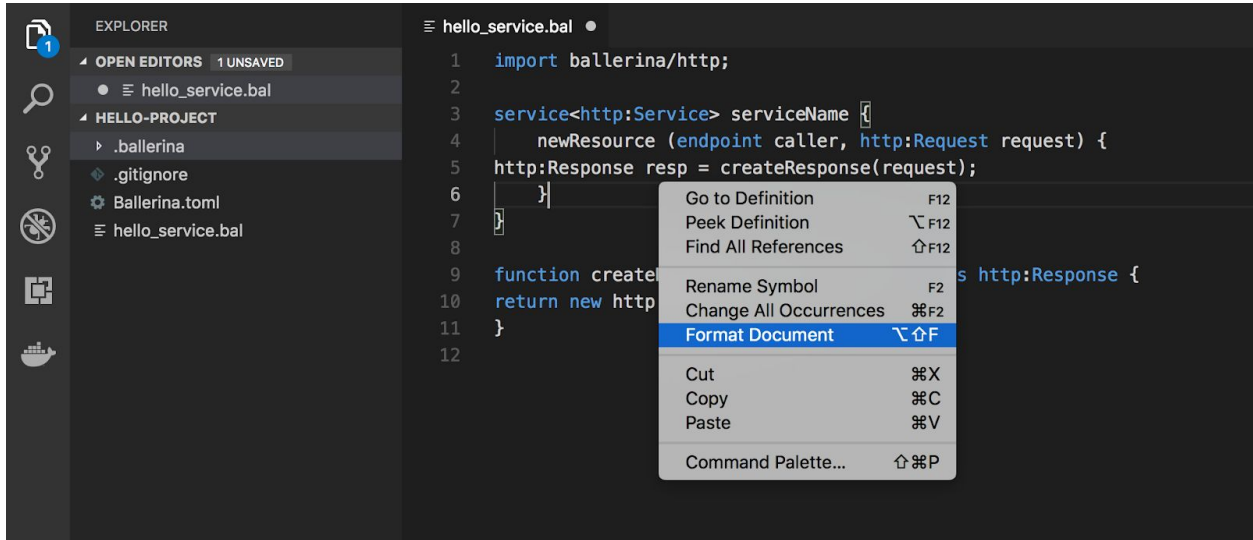 EXPLORER
OPEN EDITORS 1 UNSAVED
hello_service.bal
HELLO-PROJECT
.ballerina
.gitignore
Ballerina.toml
hello_service.bal
1
hello_service.bal
1 import ballerina/http;
2
3 service<http:Service> serviceName {
4 newResource (endpoint caller, http:Request request) {
5 http:Response resp = createResponse(request);
6 }
7 }
8
9 function s http:Response {
10 return new http
11 }
12
Go to Definition F12
Peek Definition ⌥F12
Find All References ⇧F12
Rename Symbol F2
Change All Occurrences ⌘F2
Format Document ⌥⇧F
Cut ⌘X
Copy ⌘C
Paste ⌘V
Command Palette... ⇧⌘P